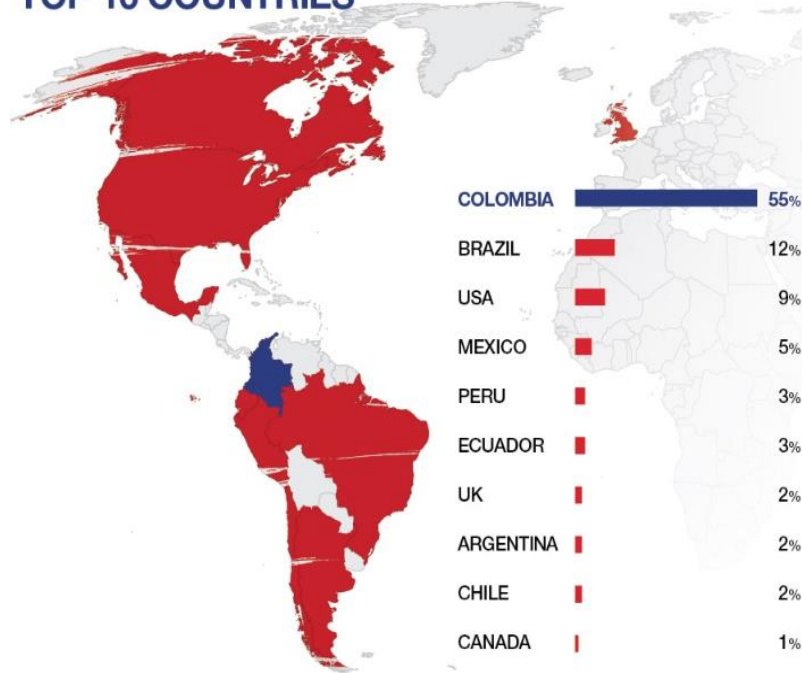 TOP 10 COUNTRIES
COLOMBIA 55%
BRAZIL 12%
USA 9%
MEXICO 5%
PERU 3%
ECUADOR 3%
UK 2%
ARGENTINA 2%
CHILE 2%
CANADA 1%